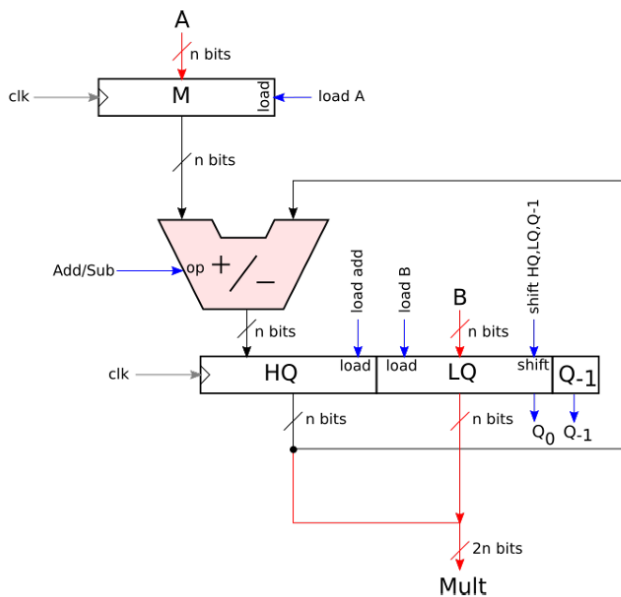 A
n bits
clk
M
load
load A
n bits
Add/Sub
op
+/−
load add
load B
B
n bits
shift HQ,LQ,Q-1
n bits
clk
HQ
load
load
LQ
shift
Q-1
n bits
n bits
Q0
Q-1
2n bits
Mult